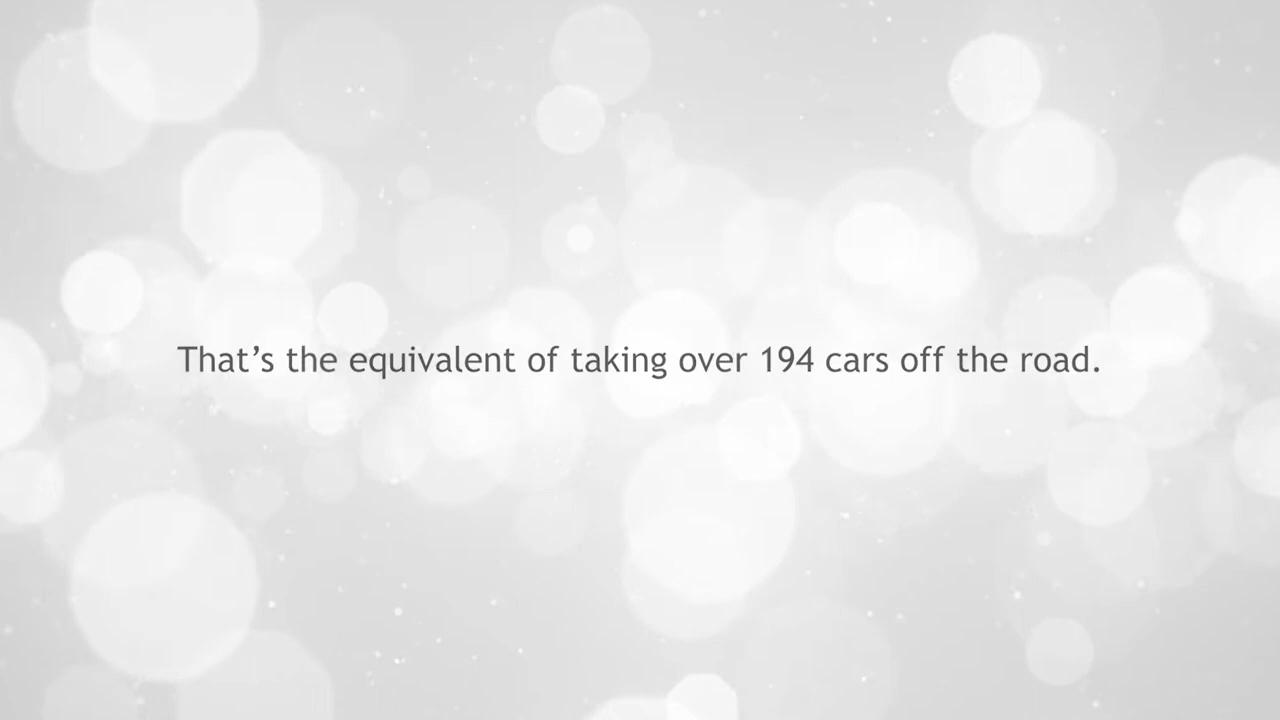 That’s the equivalent of taking over 194 cars off the road.